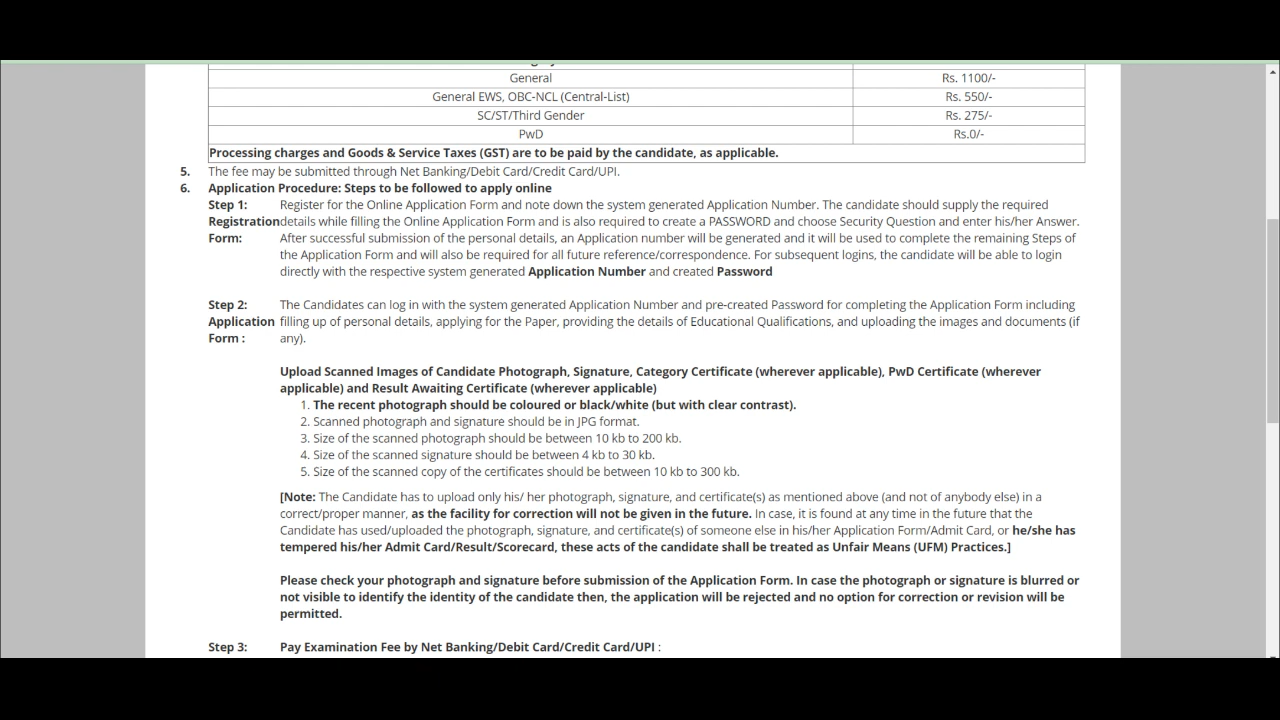 General Rs. 1100/-
General EWS, OBC-NCL (Central-List) Rs. 550/-
SC/ST/Third Gender Rs. 275/-
PwD Rs.0/-
Processing charges and Goods & Service Taxes (GST) are to be paid by the candidate, as applicable.
5. The fee may be submitted through Net Banking/Debit Card/Credit Card/UPI.
6. Application Procedure: Steps to be followed to apply online
Step 1: Register for the Online Application Form and note down the system generated Application Number. The candidate should supply the required
Registration details while filling the Online Application Form and is also required to create a PASSWORD and choose Security Question and enter his/her Answer.
Form: After successful submission of the personal details, an Application number will be generated and it will be used to complete the remaining Steps of
the Application Form and will also be required for all future reference/correspondence. For subsequent logins, the candidate will be able to login
directly with the respective system generated Application Number and created Password
Step 2: The Candidates can log in with the system generated Application Number and pre-created Password for completing the Application Form including
Application filling up of personal details, applying for the Paper, providing the details of Educational Qualifications, and uploading the images and documents (if
Form : any).
Upload Scanned Images of Candidate Photograph, Signature, Category Certificate (wherever applicable), PwD Certificate (wherever
applicable) and Result Awaiting Certificate (wherever applicable)
1. The recent photograph should be coloured or black/white (but with clear contrast).
2. Scanned photograph and signature should be in JPG format.
3. Size of the scanned photograph should be between 10 kb to 200 kb.
4. Size of the scanned signature should be between 4 kb to 30 kb.
5. Size of the scanned copy of the certificates should be between 10 kb to 300 kb.
[Note: The Candidate has to upload only his/ her photograph, signature, and certificate(s) as mentioned above (and not of anybody else) in a
correct/proper manner, as the facility for correction will not be given in the future. In case, it is found at any time in the future that the
Candidate has used/uploaded the photograph, signature, and certificate(s) of someone else in his/her Application Form/Admit Card, or he/she has
tempered his/her Admit Card/Result/Scorecard, these acts of the candidate shall be treated as Unfair Means (UFM) Practices.]
Please check your photograph and signature before submission of the Application Form. In case the photograph or signature is blurred or
not visible to identify the identity of the candidate then, the application will be rejected and no option for correction or revision will be
permitted.
Step 3: Pay Examination Fee by Net Banking/Debit Card/Credit Card/UPI :